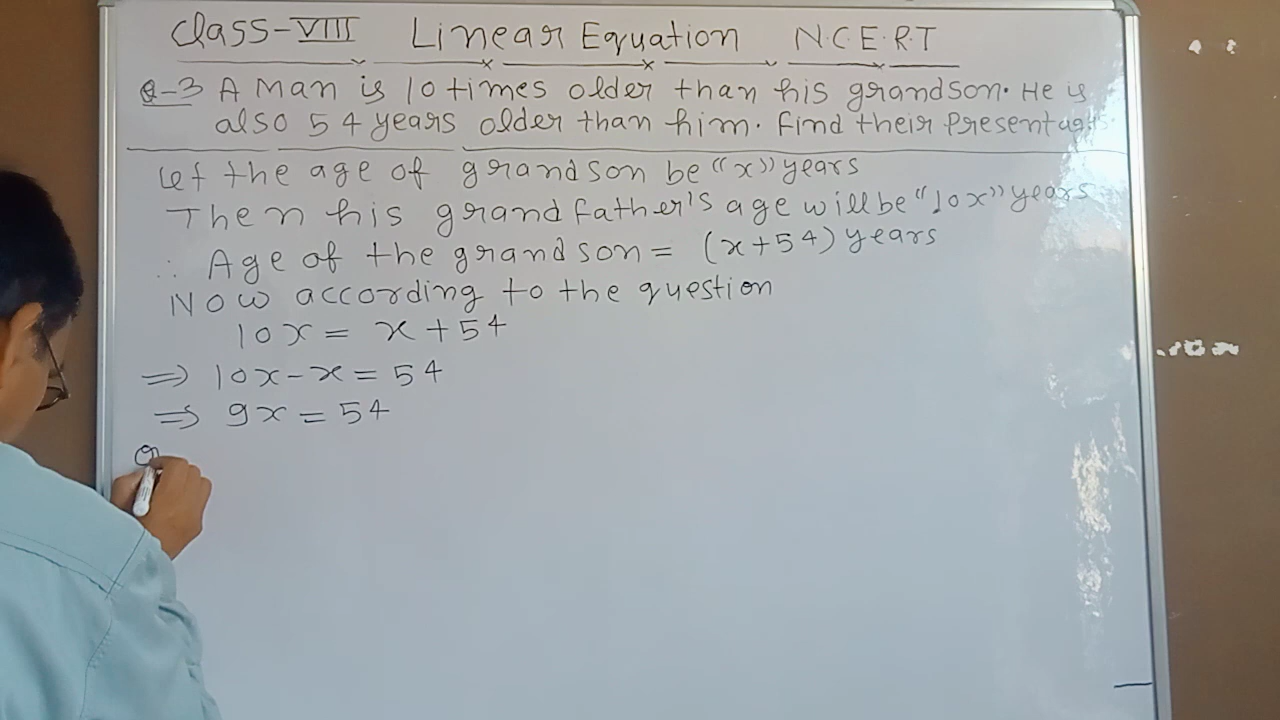 Class-VIII Linear Equation N.C.E.R.T
Q-3 A Man is 10 times older than his grandson. He is
also 54 years older than him. Find their Present ages.
Let the age of grandson be "x" years
Then his grandfather's age will be "10x" years
∴ Age of the grandson = (x+54) years
Now according to the question
10x = x + 54
⇒ 10x - x = 54
⇒ 9x = 54